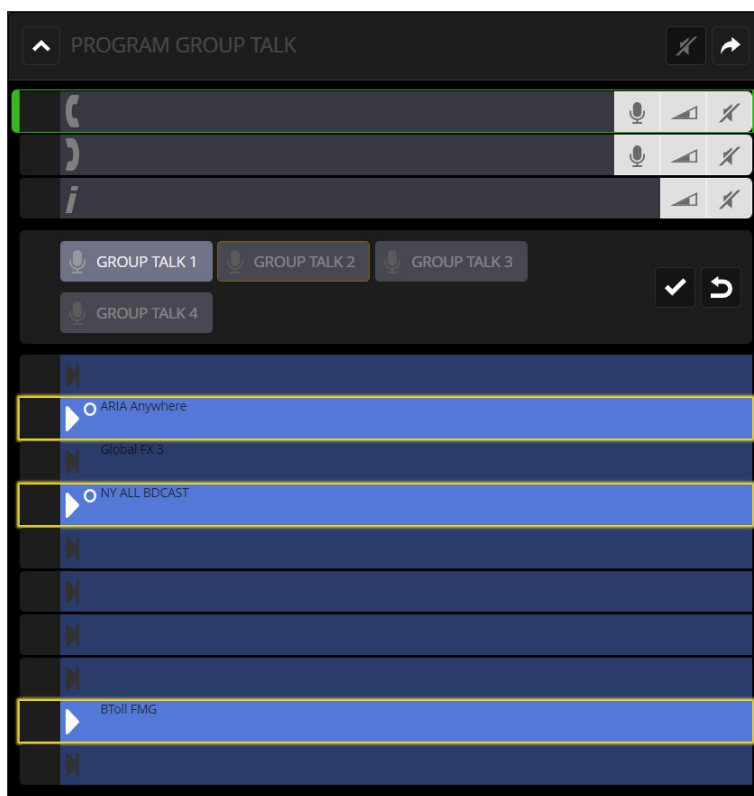 PROGRAM GROUP TALK
GROUP TALK 1
GROUP TALK 2
GROUP TALK 3
GROUP TALK 4
ARIA Anywhere
Global FX 3
NY ALL BDCAST
BToll FMG